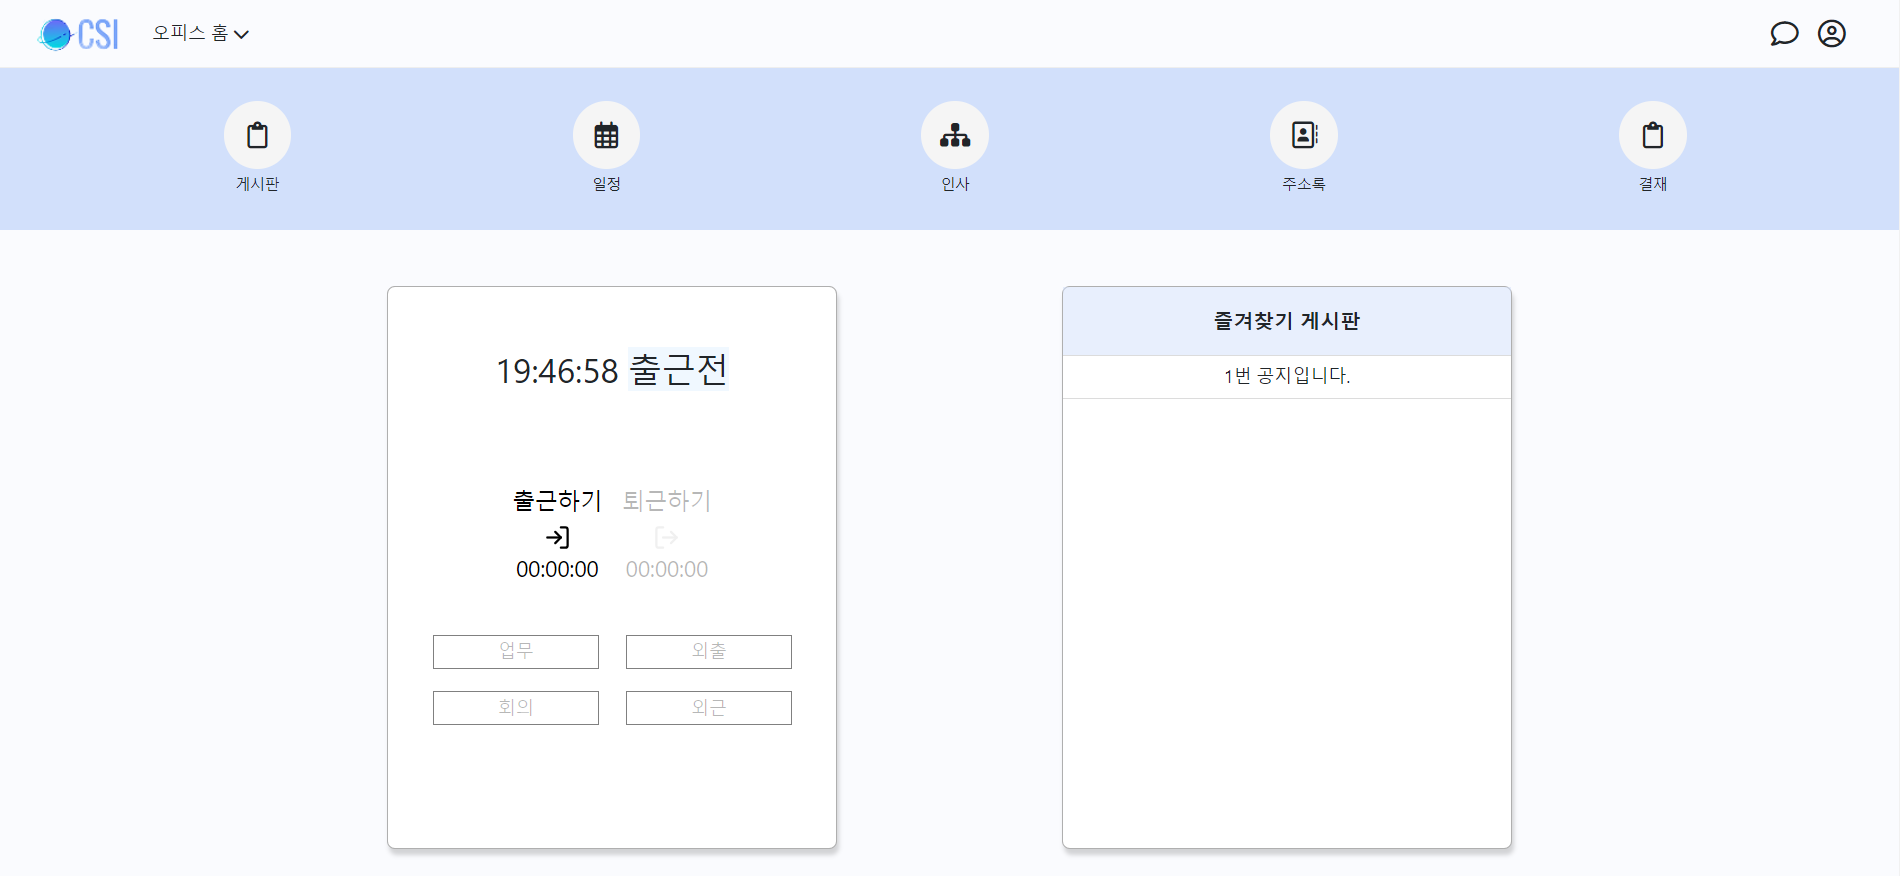 CSI 오피스 홈
게시판 일정 인사 주소록 결재
19:46:58 출근전
출근하기 퇴근하기
00:00:00 00:00:00
업무 외출
회의 외근
즐겨찾기 게시판
1번 공지입니다.